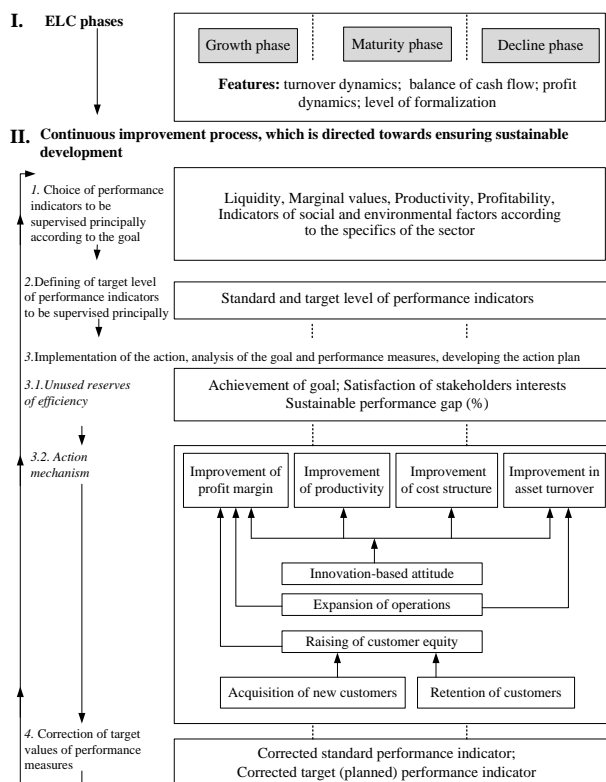 I. ELC phases
Growth phase
Maturity phase
Decline phase
Features: turnover dynamics; balance of cash flow; profit
dynamics; level of formalization
II. Continuous improvement process, which is directed towards ensuring sustainable
development
1. Choice of performance
indicators to be
supervised principally
according to the goal
Liquidity, Marginal values, Productivity, Profitability,
Indicators of social and environmental factors according
to the specifics of the sector
2.Defining of target level
of performance indicators
to be supervised principally
Standard and target level of performance indicators
3.Implementation of the action, analysis of the goal and performance measures, developing the action plan
3.1.Unused reserves
of efficiency
Achievement of goal; Satisfaction of stakeholders interests
Sustainable performance gap (%)
3.2. Action
mechanism
Improvement of
profit margin
Improvement
of productivity
Improvement
of cost structure
Improvement in
asset turnover
Innovation-based attitude
Expansion of operations
Raising of customer equity
Acquisition of new customers
Retention of customers
4. Correction of target
values of performance
measures
Corrected standard performance indicator;
Corrected target (planned) performance indicator